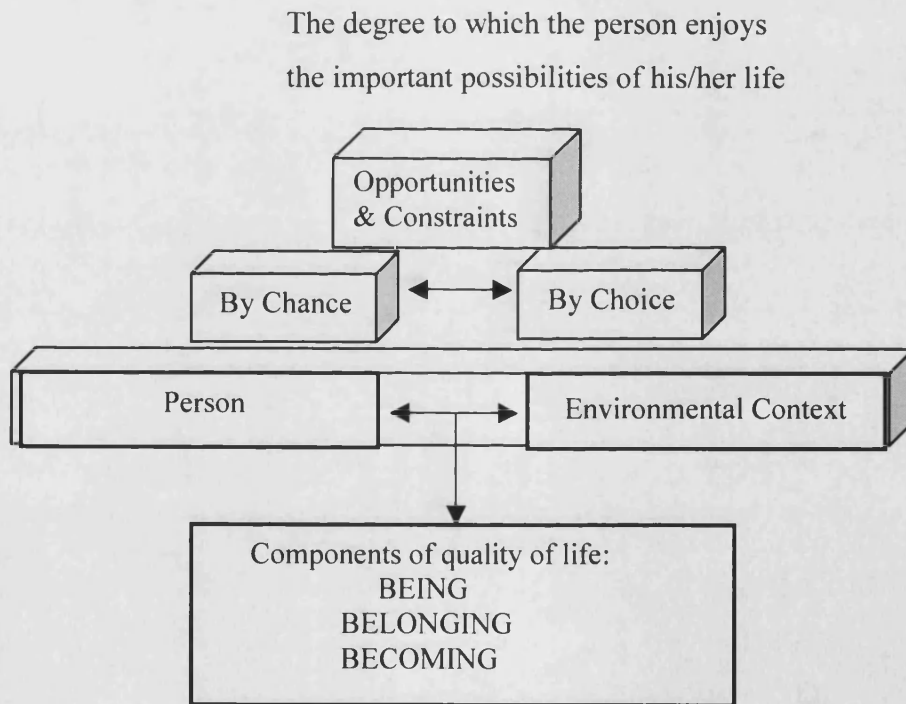 The degree to which the person enjoys
the important possibilities of his/her life
Opportunities
& Constraints
By Chance
By Choice
Person
Environmental Context
Components of quality of life:
BEING
BELONGING
BECOMING